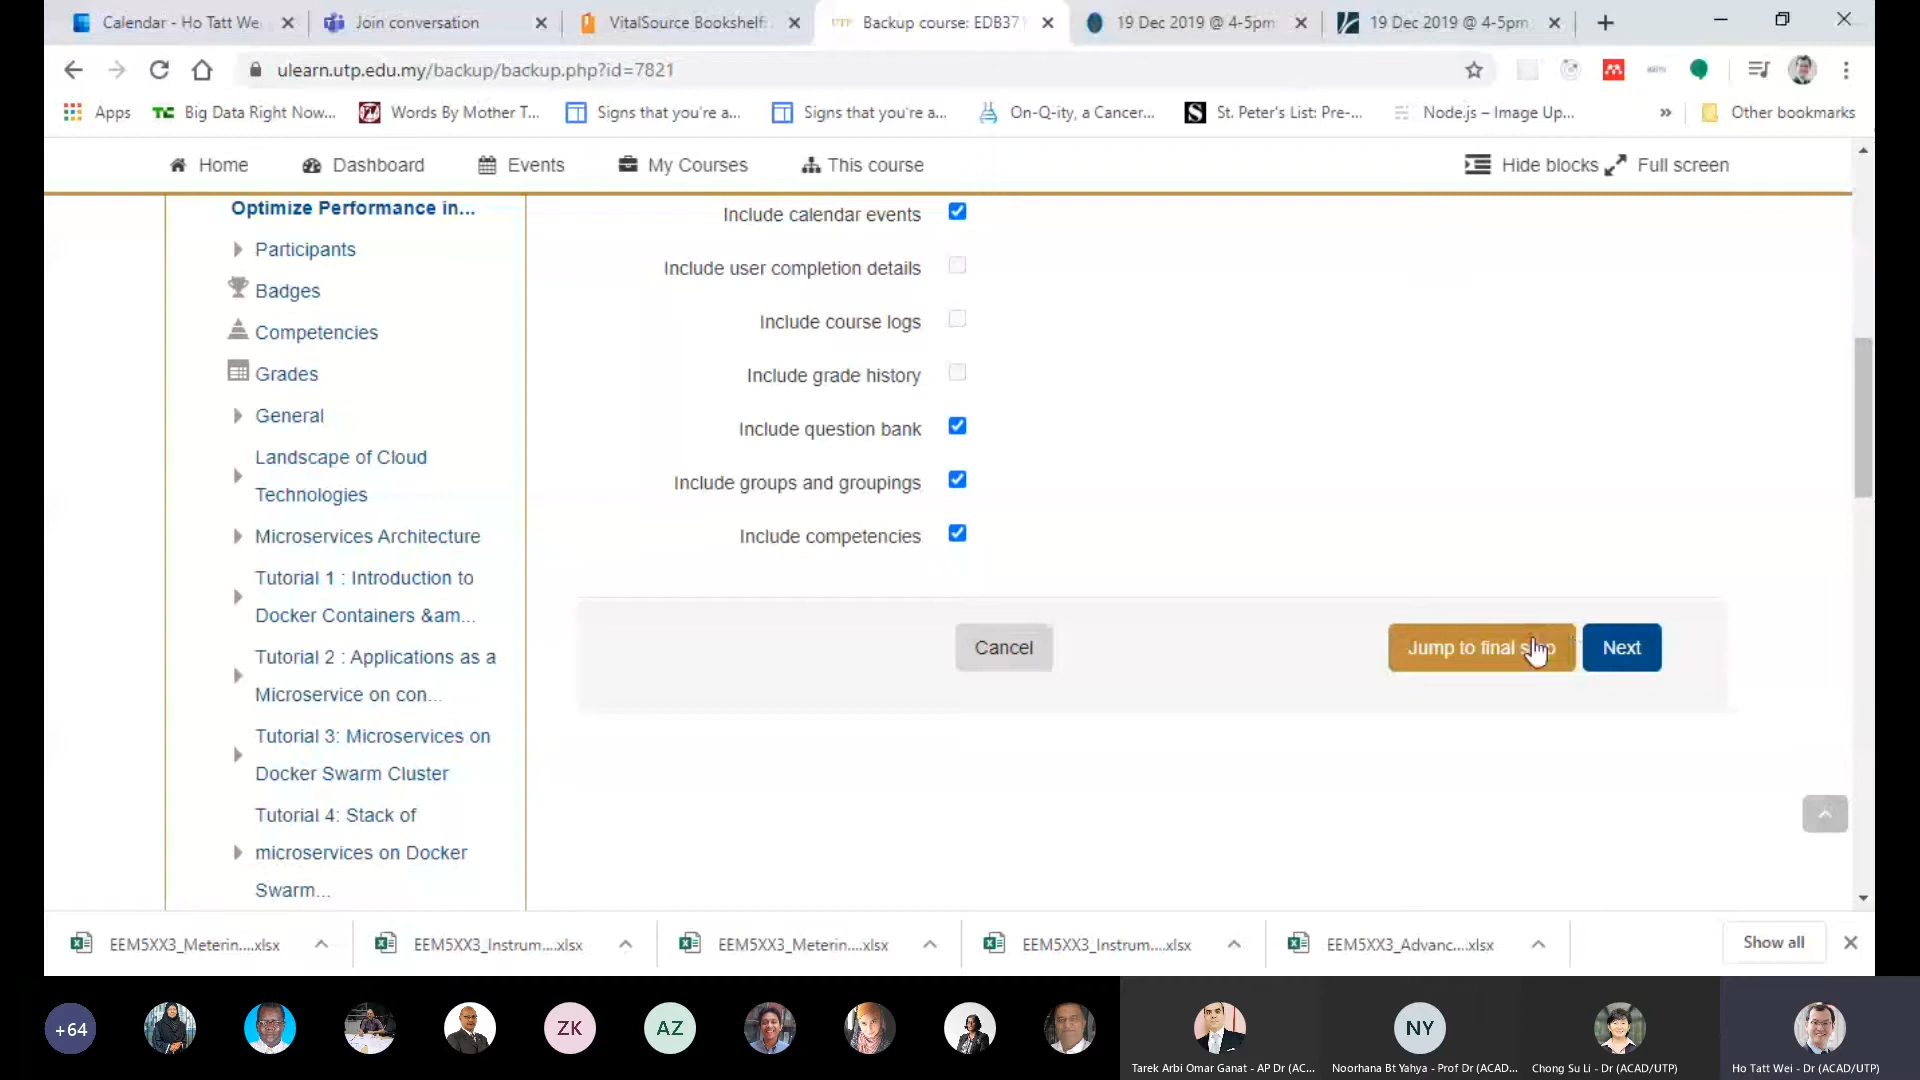 Calendar - Ho Tatt We
Join conversation
VitalSource Bookshelf:
UTP
Backup course: EDB371
19 Dec 2019 @ 4-5pm
19 Dec 2019 @ 4-5pm
ulearn.utp.edu.my/backup/backup.php?id=7821
Apps
TC
Big Data Right Now...
Words By Mother T...
Signs that you're a...
Signs that you're a...
On-Q-ity, a Cancer...
S
St. Peter's List: Pre-...
Node.js – Image Up...
»
Other bookmarks
Home
Dashboard
Events
My Courses
This course
Hide blocks
Full screen
Optimize Performance in...
Participants
Badges
Competencies
Grades
General
Landscape of Cloud
Technologies
Microservices Architecture
Tutorial 1 : Introduction to
Docker Containers &am...
Tutorial 2 : Applications as a
Microservice on con...
Tutorial 3: Microservices on
Docker Swarm Cluster
Tutorial 4: Stack of
microservices on Docker
Swarm...
Include calendar events
Include user completion details
Include course logs
Include grade history
Include question bank
Include groups and groupings
Include competencies
Cancel
Jump to final
Next
EEM5XX3_Meterin....xlsx
EEM5XX3_Instrum....xlsx
EEM5XX3_Meterin....xlsx
EEM5XX3_Instrum....xlsx
EEM5XX3_Advanc....xlsx
Show all
+64
ZK
AZ
NY
Tarek Arbi Omar Ganat - AP Dr (AC...
Noorhana Bt Yahya - Prof Dr (ACAD...
Chong Su Li - Dr (ACAD/UTP)
Ho Tatt Wei - Dr (ACAD/UTP)